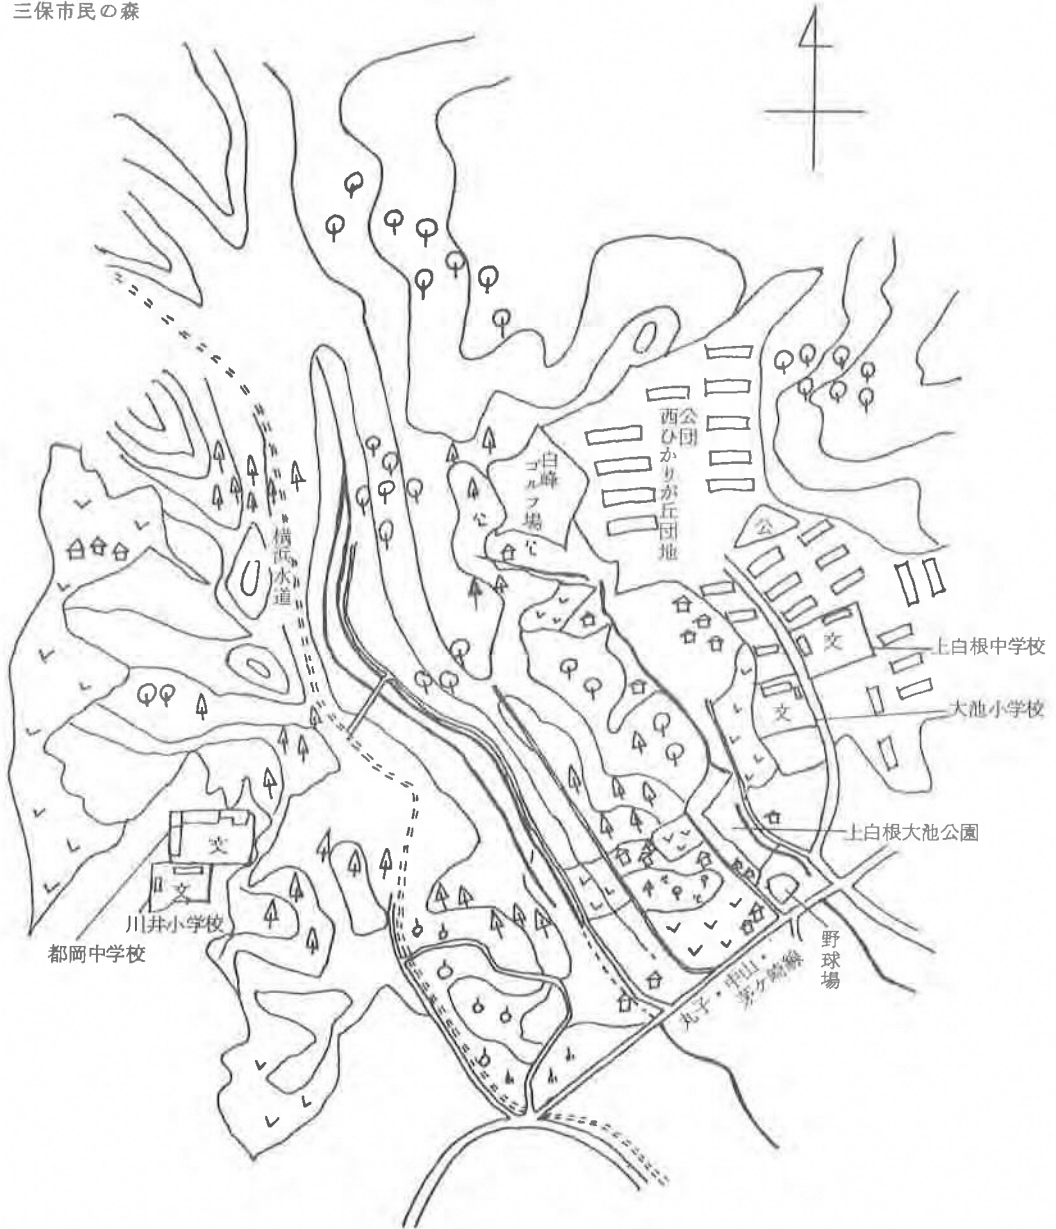 三保市民の森
公団
西ひかりが丘団地
白峰
ゴルフ場
公
横浜水道
文
上白根中学校
大池小学校
文
上白根大池公園
文
文
川井小学校
都岡中学校
野球場
丸子・中山・
茅ケ崎線